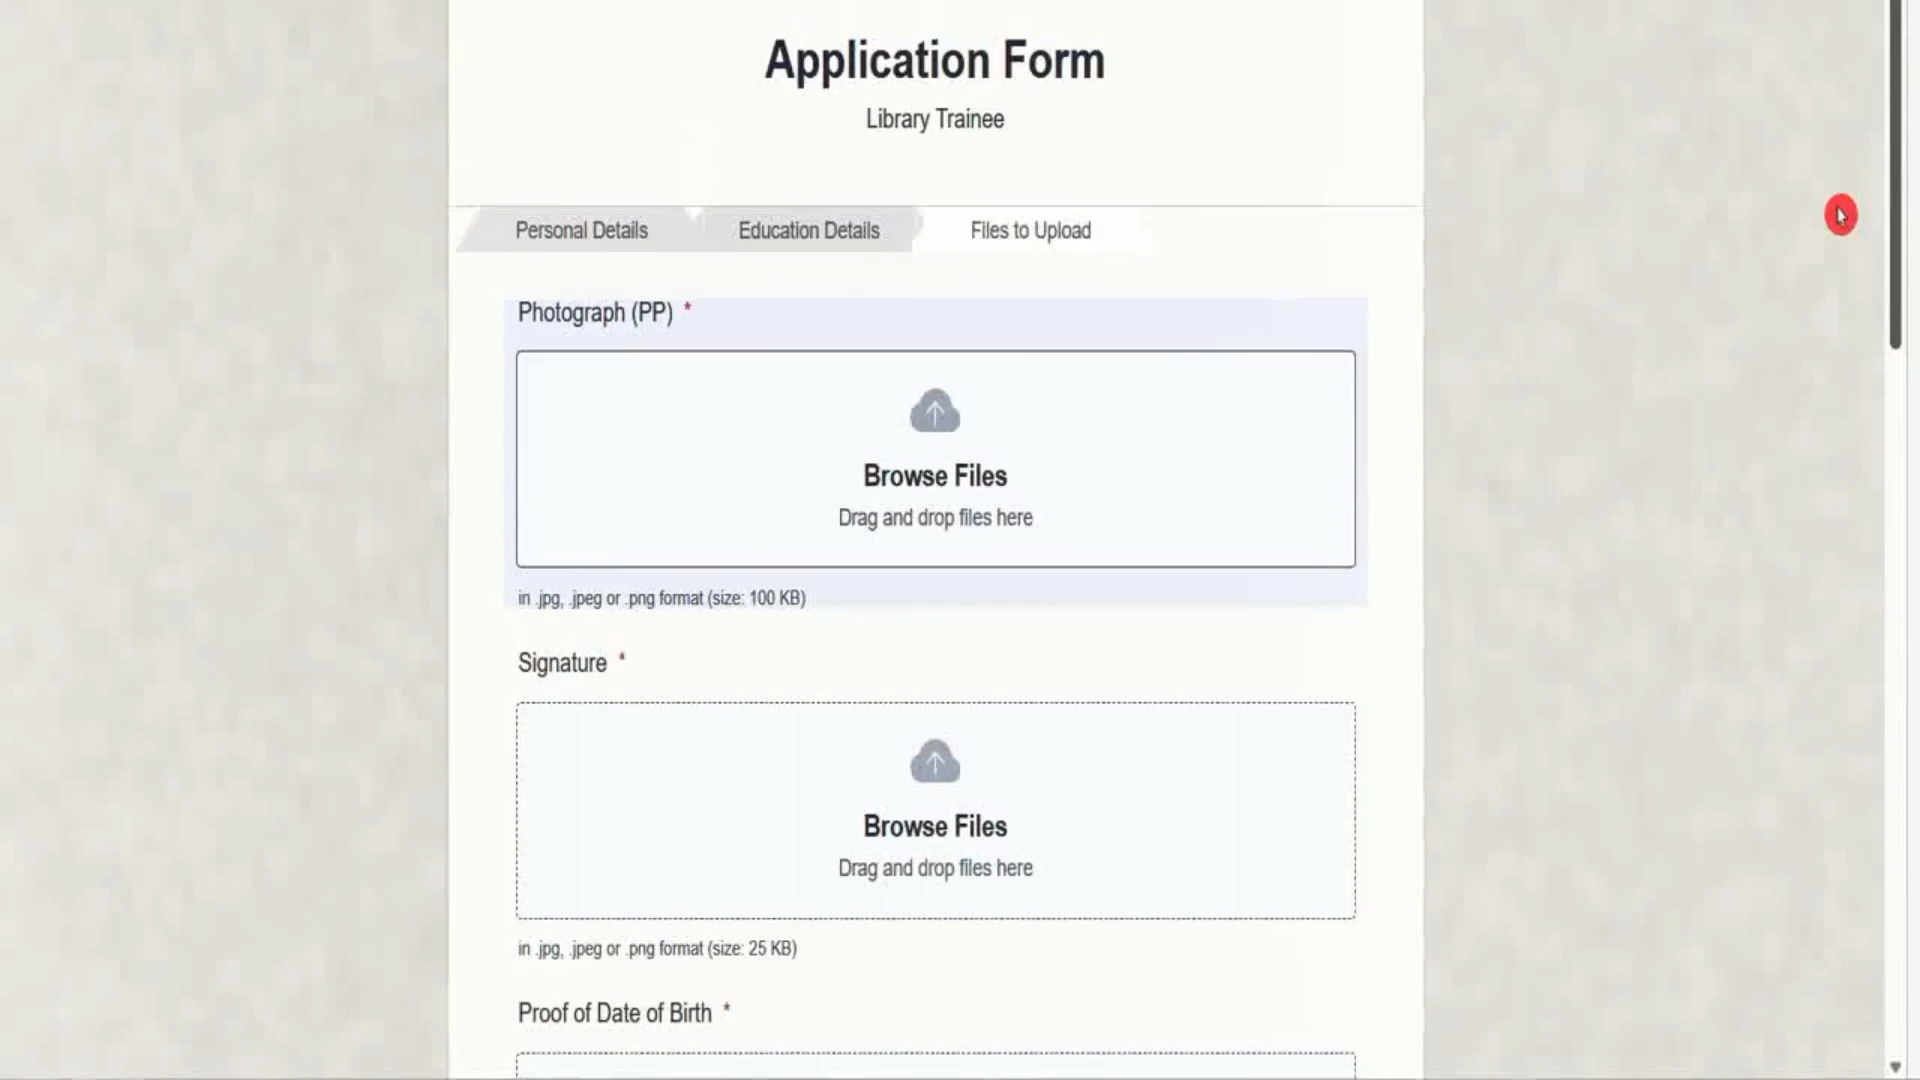 Application Form
Library Trainee
Personal Details
Education Details
Files to Upload
Photograph (PP) *
Browse Files
Drag and drop files here
in .jpg, .jpeg or .png format (size: 100 KB)
Signature *
Browse Files
Drag and drop files here
in .jpg, .jpeg or .png format (size: 25 KB)
Proof of Date of Birth *